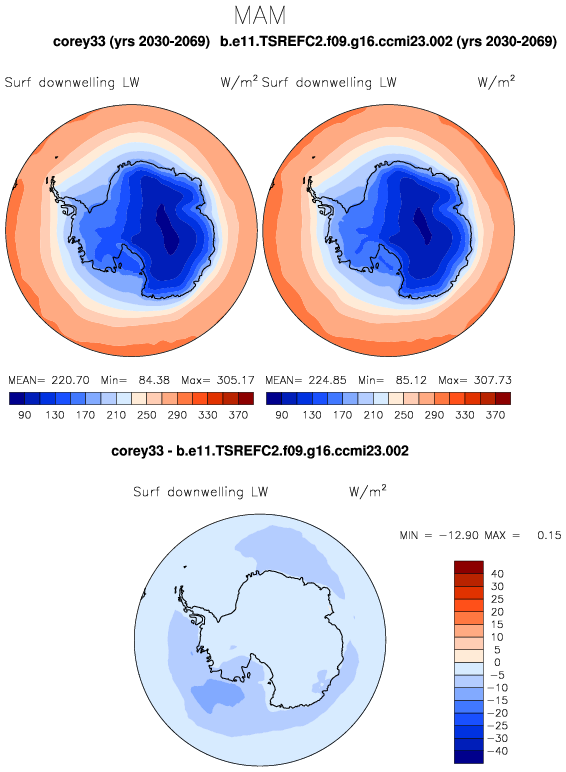 MAM
corey33 (yrs 2030-2069) b.e11.TSREFC2.f09.g16.ccmi23.002 (yrs 2030-2069)
Surf downwelling LW W/m² Surf downwelling LW W/m²
MEAN= 220.70 Min= 84.38 Max= 305.17 MEAN= 224.85 Min= 85.12 Max= 307.73
90 130 170 210 250 290 330 370 90 130 170 210 250 290 330 370
corey33 - b.e11.TSREFC2.f09.g16.ccmi23.002
Surf downwelling LW W/m²
MIN = −12.90 MAX = 0.15
40
30
25
20
15
10
5
0
−5
−10
−15
−20
−25
−30
−40